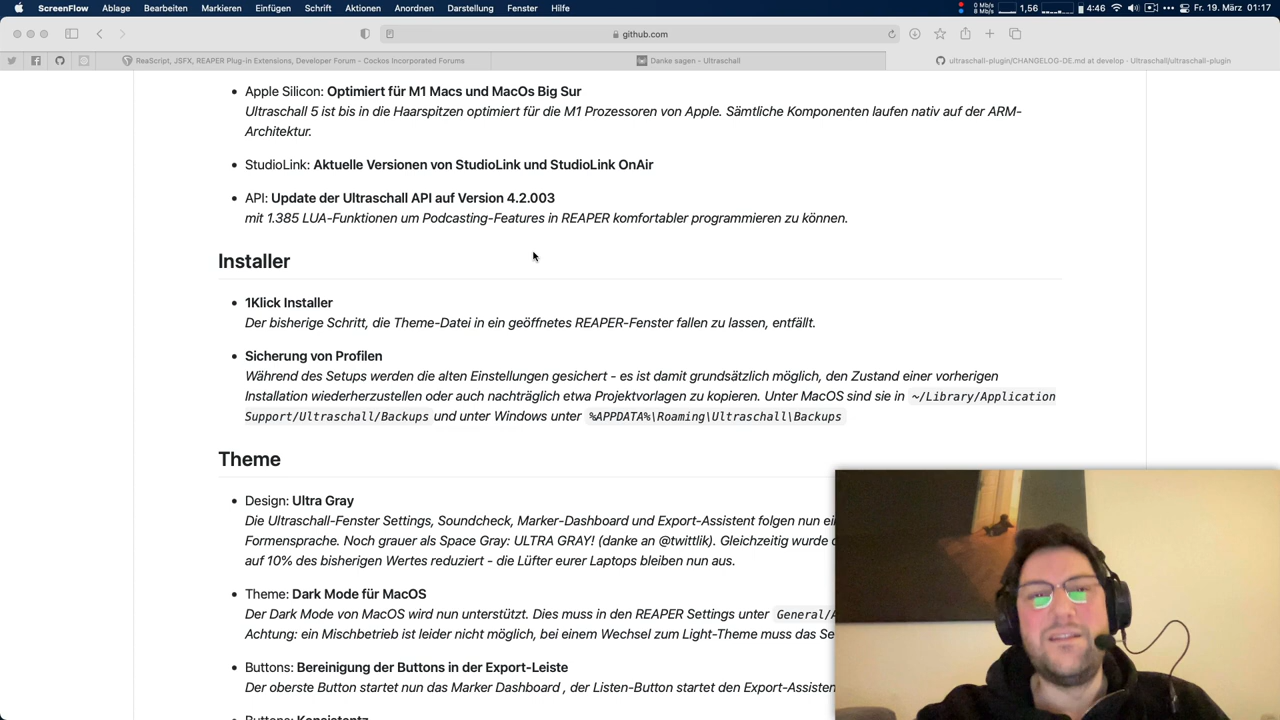 ScreenFlow Ablage Bearbeiten Markieren Einfügen Schrift Aktionen Anordnen Darstellung Fenster Hilfe 0 Mb/s 8 Mb/s 1,56 4:46 Fr. 19. März 01:17
github.com
ReaScript, JSFX, REAPER Plug-in Extensions, Developer Forum - Cockos Incorporated Forums Danke sagen - Ultraschall ultraschall-plugin/CHANGELOG-DE.md at develop · Ultraschall/ultraschall-plugin
• Apple Silicon: Optimiert für M1 Macs und MacOs Big Sur
Ultraschall 5 ist bis in die Haarspitzen optimiert für die M1 Prozessoren von Apple. Sämtliche Komponenten laufen nativ auf der ARM-
Architektur.
• StudioLink: Aktuelle Versionen von StudioLink und StudioLink OnAir
• API: Update der Ultraschall API auf Version 4.2.003
mit 1.385 LUA-Funktionen um Podcasting-Features in REAPER komfortabler programmieren zu können.
Installer
• 1Klick Installer
Der bisherige Schritt, die Theme-Datei in ein geöffnetes REAPER-Fenster fallen zu lassen, entfällt.
• Sicherung von Profilen
Während des Setups werden die alten Einstellungen gesichert - es ist damit grundsätzlich möglich, den Zustand einer vorherigen
Installation wiederherzustellen oder auch nachträglich etwa Projektvorlagen zu kopieren. Unter MacOS sind sie in ~/Library/Application
Support/Ultraschall/Backups und unter Windows unter %APPDATA%\Roaming\Ultraschall\Backups
Theme
• Design: Ultra Gray
Die Ultraschall-Fenster Settings, Soundcheck, Marker-Dashboard und Export-Assistent folgen nun
Formensprache. Noch grauer als Space Gray: ULTRA GRAY! (danke an @twittlik). Gleichzeitig wurde
auf 10% des bisherigen Wertes reduziert - die Lüfter eurer Laptops bleiben nun aus.
• Theme: Dark Mode für MacOS
Der Dark Mode von MacOS wird nun unterstützt. Dies muss in den REAPER Settings unter General/
Achtung: ein Mischbetrieb ist leider nicht möglich, bei einem Wechsel zum Light-Theme muss das
• Buttons: Bereinigung der Buttons in der Export-Leiste
Der oberste Button startet nun das Marker Dashboard , der Listen-Button startet den Export-Assisten